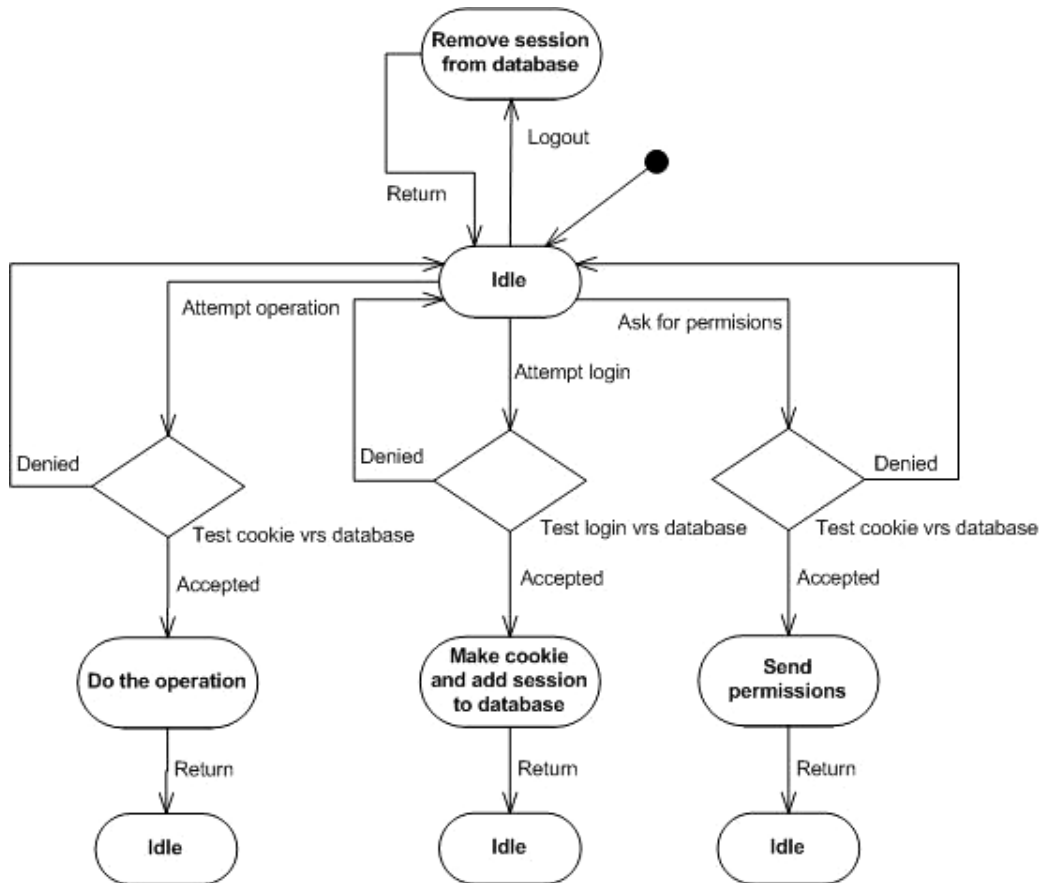 Remove session
from database
Logout
Return
Idle
Attempt operation
Ask for permisions
Attempt login
Denied
Denied
Denied
Test cookie vrs database
Test login vrs database
Test cookie vrs database
Accepted
Accepted
Accepted
Do the operation
Make cookie
and add session
to database
Send
permissions
Return
Return
Return
Idle
Idle
Idle